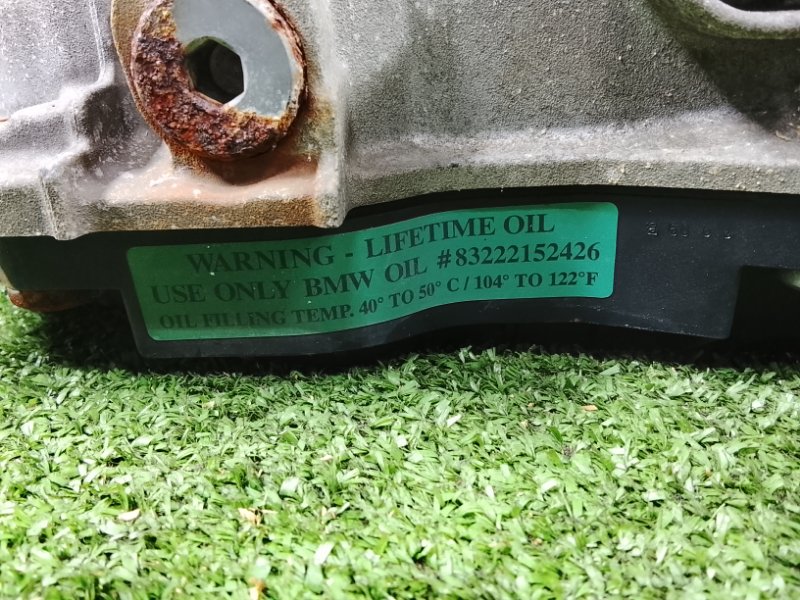 WARNING - LIFETIME OIL
USE ONLY BMW OIL #83222152426
OIL FILLING TEMP. 40° TO 50° C / 104° TO 122°F